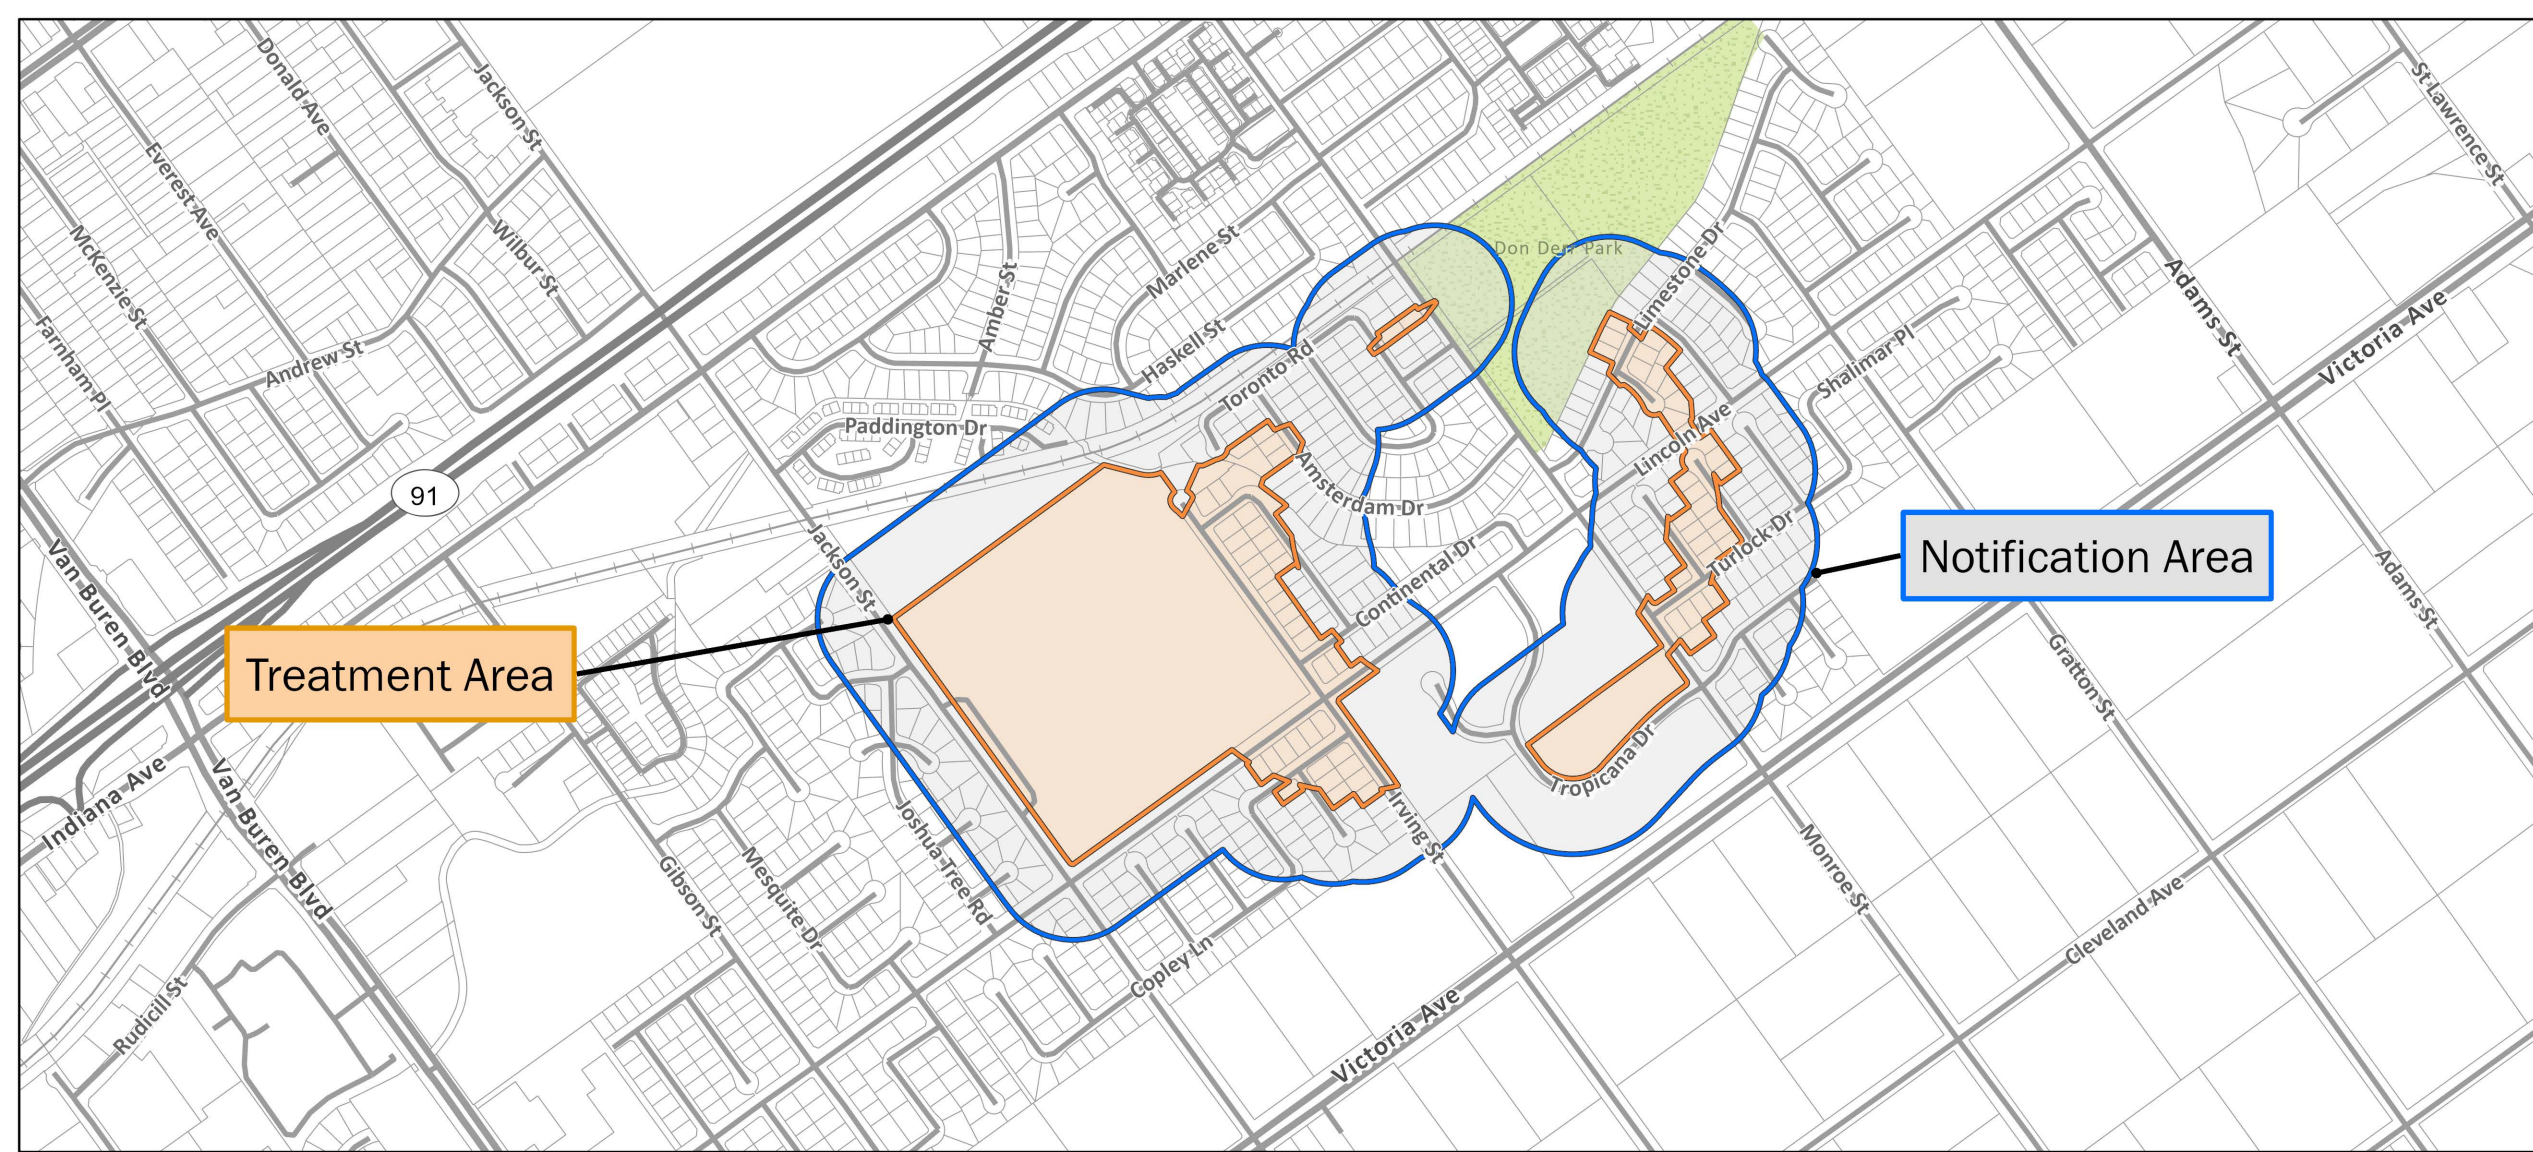 Donald Ave
Jackson St
St Lawrence St
Everest Ave
McKenzie St
Wilbur St
Marlene St
Don Derr Park
Limestone Dr
Adams St
Victoria Ave
Amber St
Haskell St
Farnham Pl
Andrew St
Toronto Rd
Shalimar Pl
Paddington Dr
Lincoln Ave
91
Amsterdam Dr
Jackson St
Turlock Dr
Notification Area
Continental Dr
Adams St
Van Buren Blvd
Treatment Area
Gratton St
Tropicana Dr
Indiana Ave
Van Buren Blvd
Irving St
Joshua Tree Rd
Monroe St
Gibson St
Mesquite Dr
Cleveland Ave
Copley Ln
Rudicill St
Victoria Ave